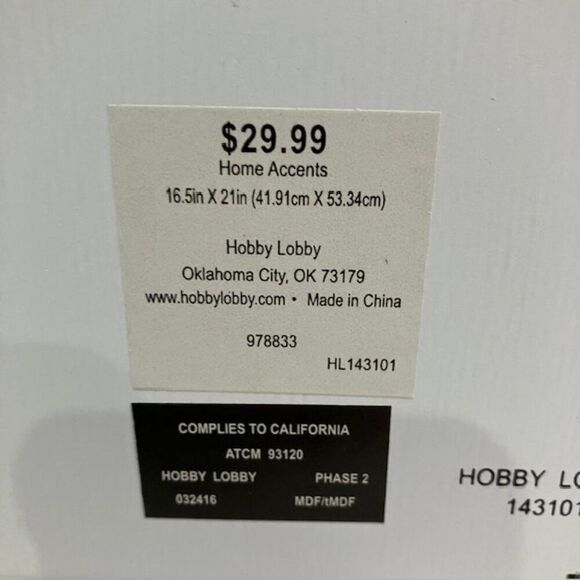 $29.99
Home Accents
16.5in X 21in (41.91cm X 53.34cm)
Hobby Lobby
Oklahoma City, OK 73179
www.hobbylobby.com • Made in China
978833
HL143101
COMPLIES TO CALIFORNIA
ATCM 93120
HOBBY LOBBY PHASE 2
032416 MDF/tMDF
HOBBY LO
143101